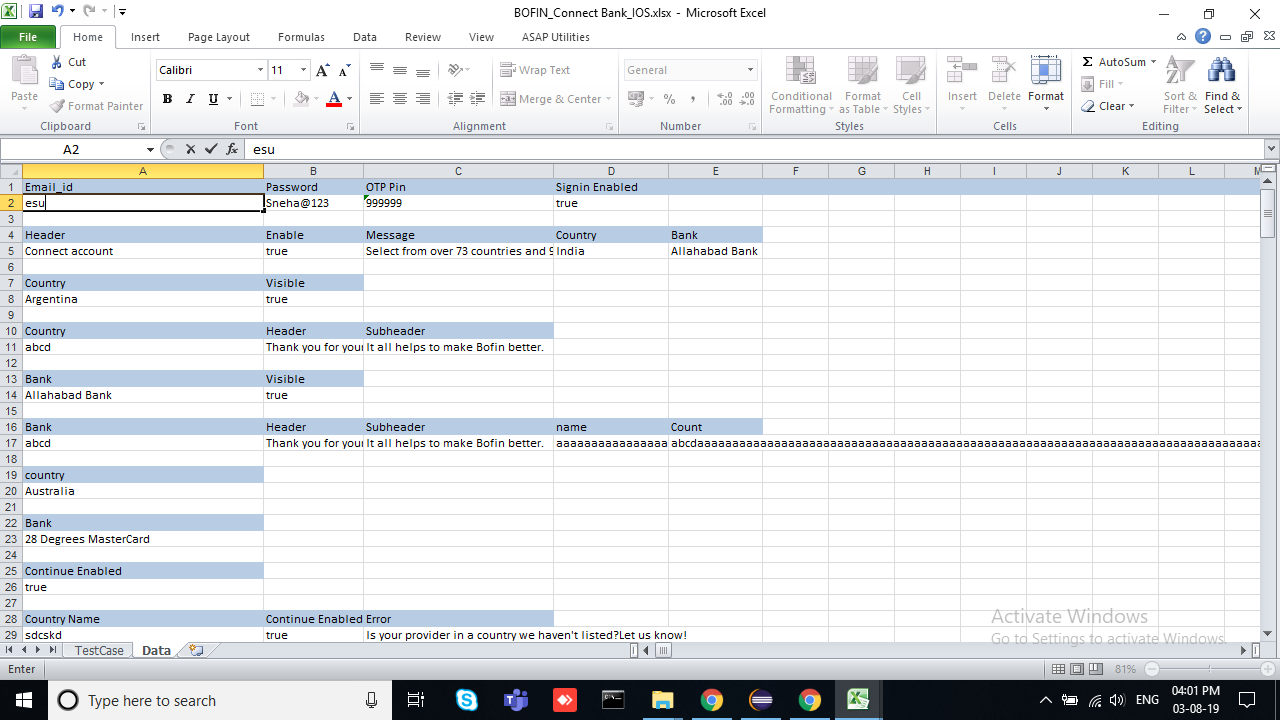 BOFIN_Connect Bank_IOS.xlsx - Microsoft Excel
File Home Insert Page Layout Formulas Data Review View ASAP Utilities
Paste
Cut
Copy
Format Painter
Clipboard
Calibri 11
B I U
Font
Wrap Text
Merge & Center
Alignment
General
% ,
Number
Conditional Formatting
Format as Table
Cell Styles
Styles
Insert Delete Format
Cells
Σ AutoSum
Fill
Clear
Sort & Filter
Find & Select
Editing
A2 fx esu
A B C D E F G H I J K L M
1 Email_id Password OTP Pin Signin Enabled
2 esu Sneha@123 999999 true
3
4 Header Enable Message Country Bank
5 Connect account true Select from over 73 countries and 9 India Allahabad Bank
6
7 Country Visible
8 Argentina true
9
10 Country Header Subheader
11 abcd Thank you for your It all helps to make Bofin better.
12
13 Bank Visible
14 Allahabad Bank true
15
16 Bank Header Subheader name Count
17 abcd Thank you for your It all helps to make Bofin better.
18
19 country
20 Australia
21
22 Bank
23 28 Degrees MasterCard
24
25 Continue Enabled
26 true
27
28 Country Name Continue Enabled Error
29 sdcskd true Is your provider in a country we haven't listed?Let us know!
Activate Windows
Go to Settings to activate Windows.
TestCase Data
Enter 81%
Type here to search
ENG
04:01 PM
03-08-19